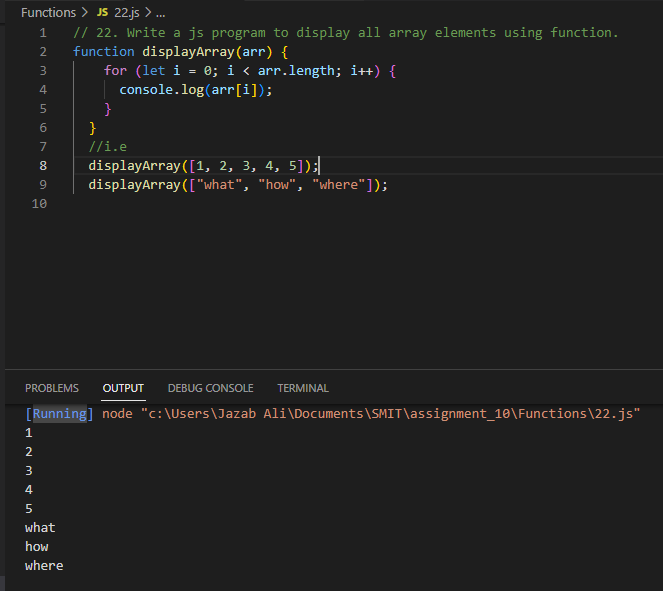 Functions > JS 22.js > ...
1 // 22. Write a js program to display all array elements using function.
2 function displayArray(arr) {
3 for (let i = 0; i < arr.length; i++) {
4 console.log(arr[i]);
5 }
6 }
7 //i.e
8 displayArray([1, 2, 3, 4, 5]);
9 displayArray(["what", "how", "where"]);
10
PROBLEMS OUTPUT DEBUG CONSOLE TERMINAL
[Running] node "c:\Users\Jazab Ali\Documents\SMIT\assignment_10\Functions\22.js"
1
2
3
4
5
what
how
where